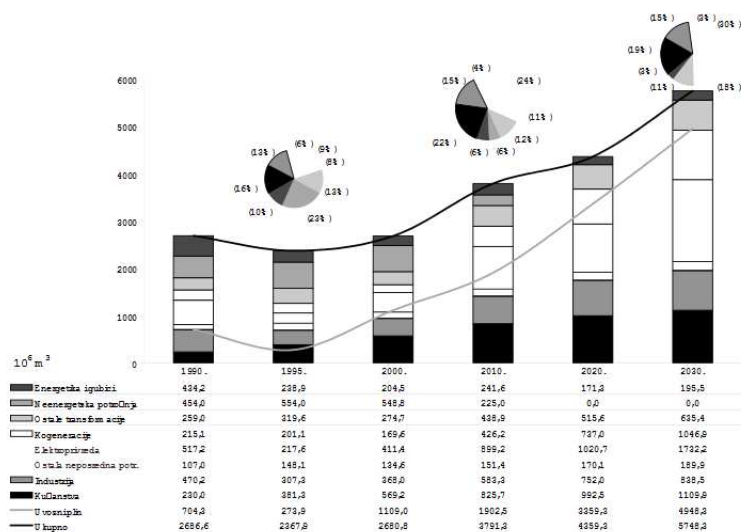 (15%) (3%) (30%)
(19%)
(3%)
(11%) (18%)
(4%)
(15%) (24%)
(11%)
(22%) (12%)
(6%) (6%)
(13%) (6%) (9%)
(8%)
(16%) (13%)
(10%) (23%)
6000
5000
4000
3000
2000
1000
0
10⁶ m³
1990. 1995. 2000. 2010. 2020. 2030.
Energetska 434,2 238,9 204,5 241,6 171,3 195,5
Neenergetska 454,0 554,0 548,8 225,0 0,0 0,0
Ostale transformacije 259,0 319,6 274,7 438,9 515,6 635,4
Kogeneracije 215,1 201,1 169,6 426,2 737,0 1046,9
Elektroprivreda 517,2 217,6 411,4 899,2 1020,7 1732,2
Ostala neposredna potr. 107,0 148,1 134,6 151,4 170,1 189,9
Industrija 470,2 307,3 368,0 583,3 752,0 838,5
230,0 381,3 569,2 825,7 992,5 1109,9
Uvozni plin 704,3 273,9 1109,0 1902,5 3359,3 4948,3
Ukupno 2686,6 2367,9 2680,8 3791,3 4359,3 5748,3